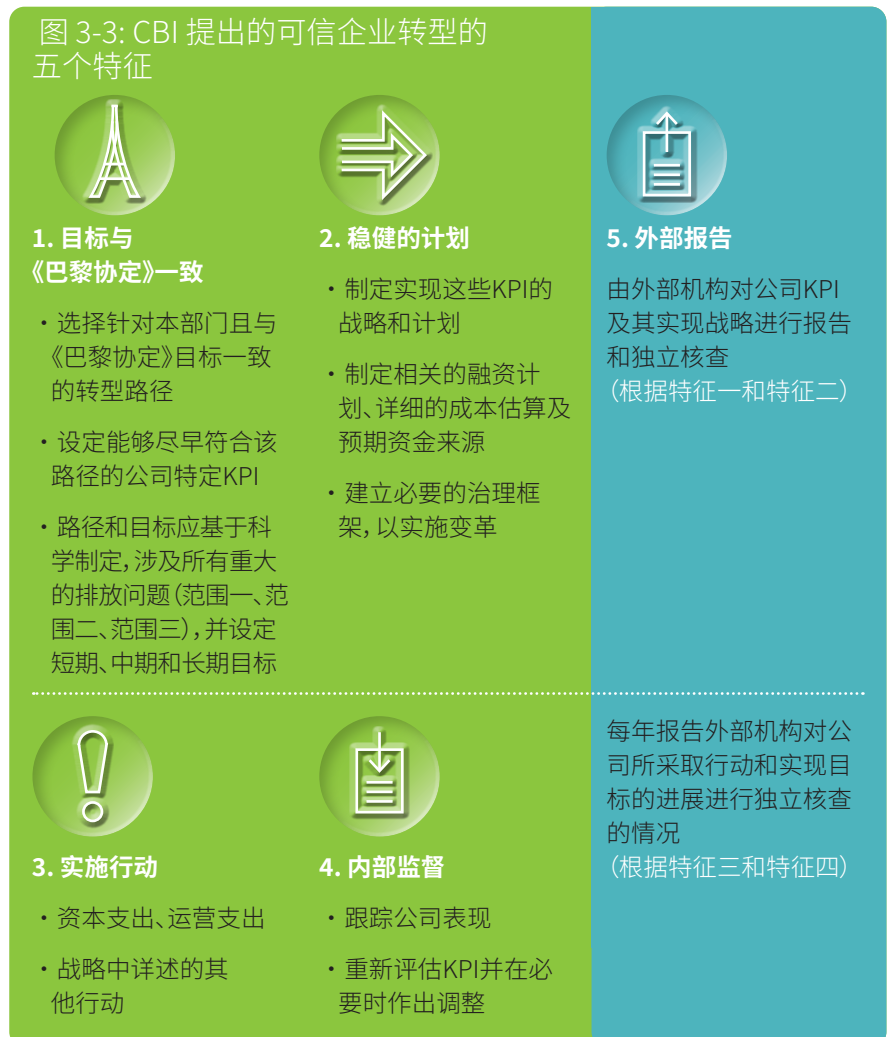 图 3-3: CBI 提出的可信企业转型的
五个特征
1. 目标与
《巴黎协定》一致
・选择针对本部门且与
《巴黎协定》目标一致
的转型路径
・设定能够尽早符合该
路径的公司特定KPI
・路径和目标应基于科
学制定，涉及所有重大
的排放问题（范围一、范
围二、范围三），并设定
短期、中期和长期目标
2. 稳健的计划
・制定实现这些KPI的
战略和计划
・制定相关的融资计
划、详细的成本估算及
预期资金来源
・建立必要的治理框
架，以实施变革
5. 外部报告
由外部机构对公司KPI
及其实现战略进行报告
和独立核查
（根据特征一和特征二）
3. 实施行动
・资本支出、运营支出
・战略中详述的其
他行动
4. 内部监督
・跟踪公司表现
・重新评估KPI并在必
要时作出调整
每年报告外部机构对公
司所采取行动和实现目
标的进展进行独立核查
的情况
（根据特征三和特征四）